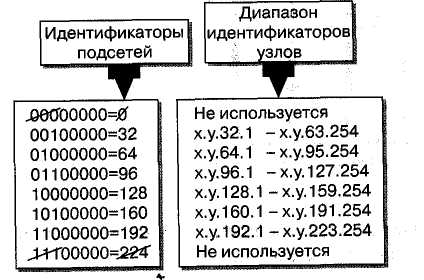 Идентификаторы
подсетей
Диапазон
идентификаторов
узлов
00000000=0
00100000=32
01000000=64
01100000=96
10000000=128
10100000=160
11000000=192
11100000=224
Не используется
x.y.32.1 – x.y.63.254
x.y.64.1 – x.y.95.254
x.y.96.1 – x.y.127.254
x.y.128.1 – x.y.159.254
x.y.160.1 – x.y.191.254
x.y.192.1 – x.y.223.254
Не используется